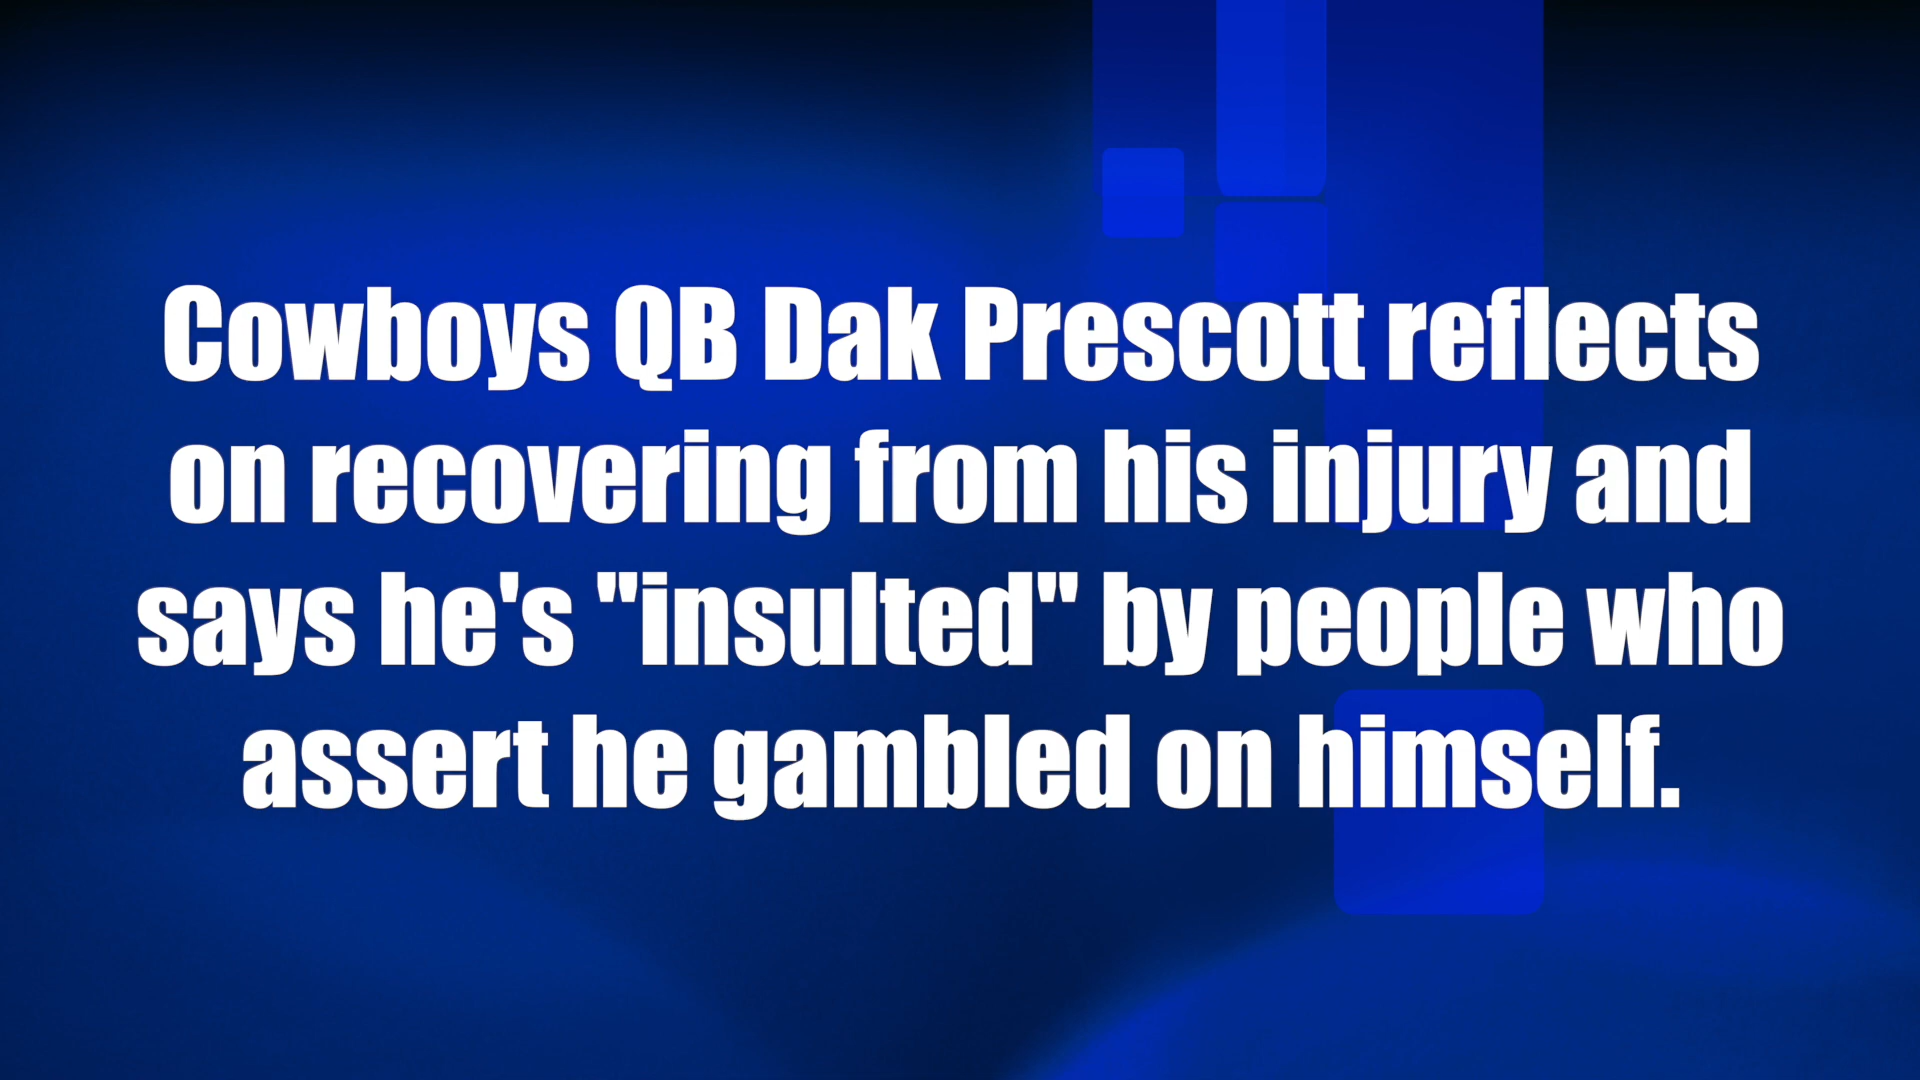 Cowboys QB Dak Prescott reflects
on recovering from his injury and
says he's "insulted" by people who
assert he gambled on himself.